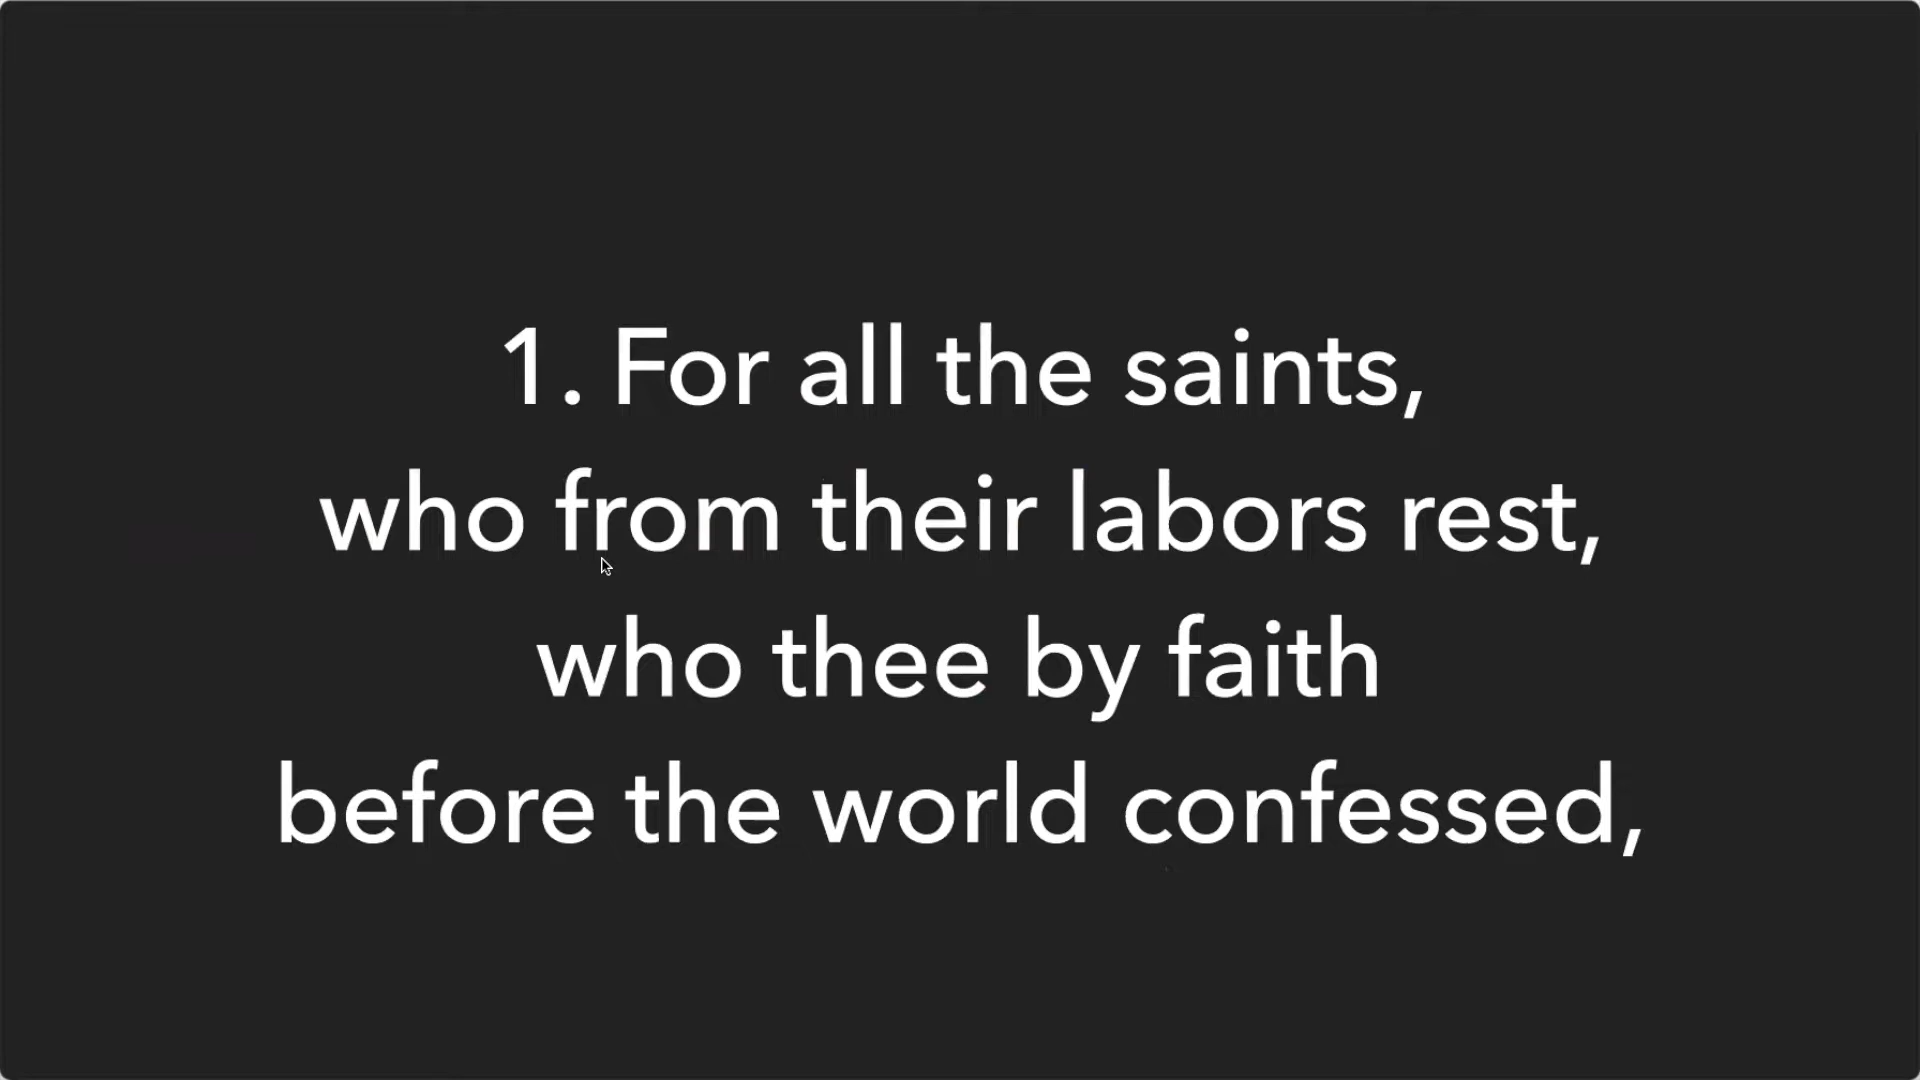 1. For all the saints,
who from their labors rest,
who thee by faith
before the world confessed,